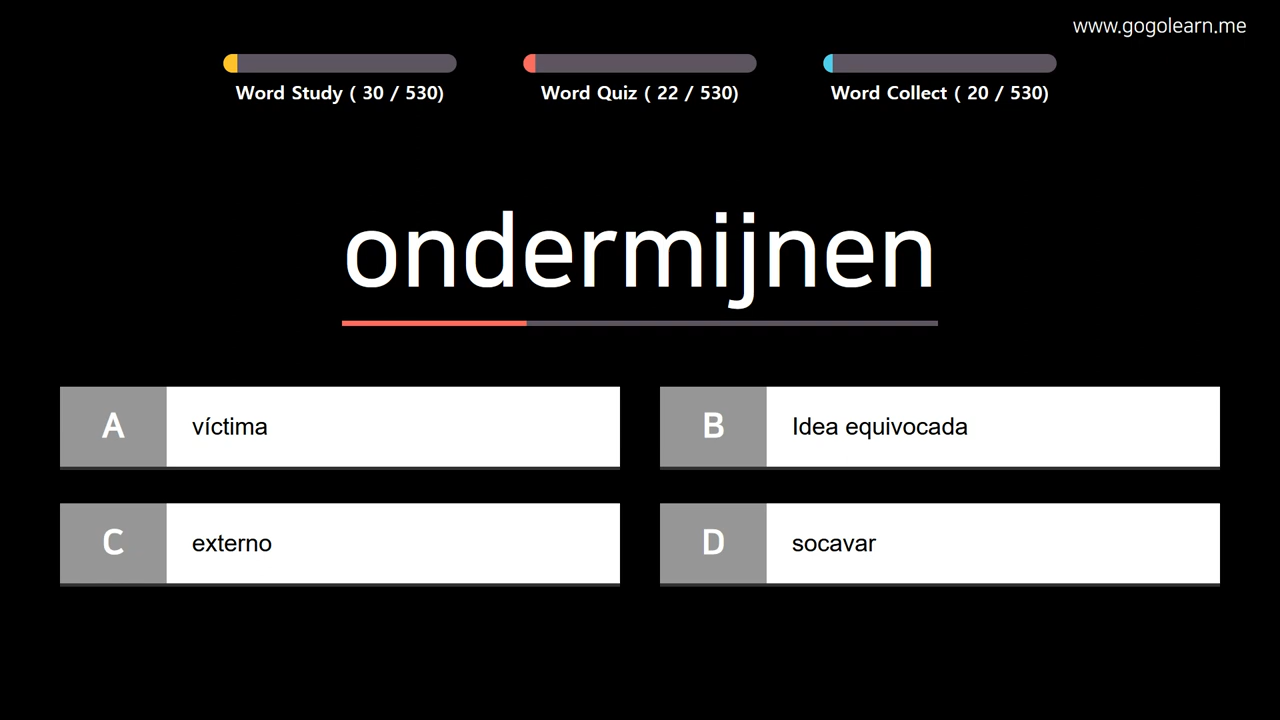 www.gogolearn.me
Word Study ( 30 / 530)
Word Quiz ( 22 / 530)
Word Collect ( 20 / 530)
ondermijnen
A víctima
B Idea equivocada
C externo
D socavar